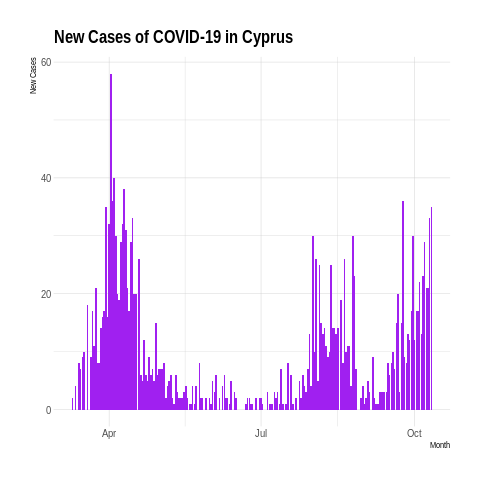 New Cases of COVID-19 in Cyprus
New Cases
60
40
20
0
Apr
Jul
Oct
Month